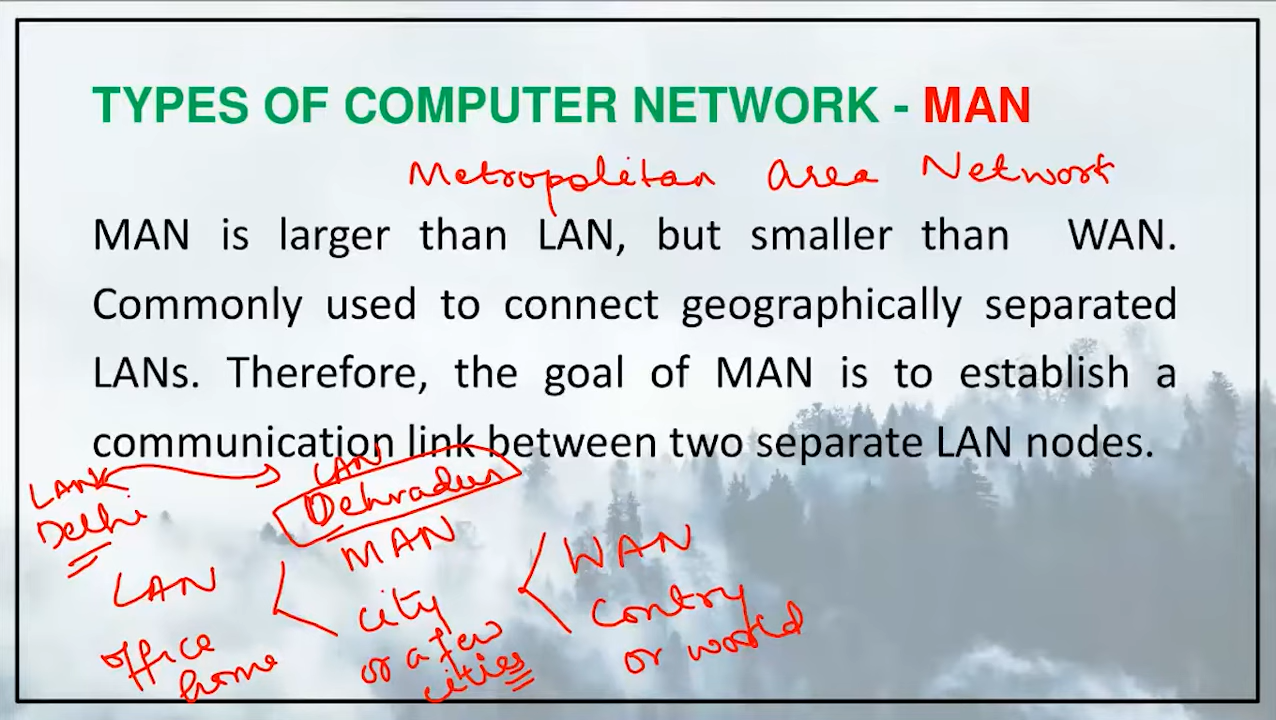 TYPES OF COMPUTER NETWORK - MAN
Metropolitan Area Network
MAN is larger than LAN, but smaller than WAN.
Commonly used to connect geographically separated
LANs. Therefore, the goal of MAN is to establish a
communication link between two separate LAN nodes.
LAN LAN
Delhi Dehradun
LAN < MAN < WAN
office city Contry
home or a few or world
cities